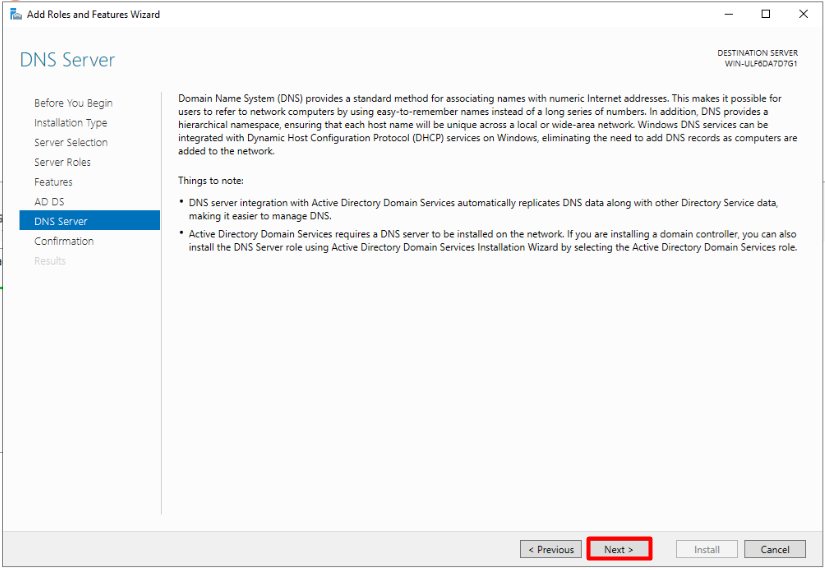 Add Roles and Features Wizard
DNS Server
DESTINATION SERVER
WIN-ULF6DA7D7G1
Before You Begin
Installation Type
Server Selection
Server Roles
Features
AD DS
DNS Server
Confirmation
Results
Domain Name System (DNS) provides a standard method for associating names with numeric Internet addresses. This makes it possible for
users to refer to network computers by using easy-to-remember names instead of a long series of numbers. In addition, DNS provides a
hierarchical namespace, ensuring that each host name will be unique across a local or wide-area network. Windows DNS services can be
integrated with Dynamic Host Configuration Protocol (DHCP) services on Windows, eliminating the need to add DNS records as computers are
added to the network.
Things to note:
• DNS server integration with Active Directory Domain Services automatically replicates DNS data along with other Directory Service data,
making it easier to manage DNS.
• Active Directory Domain Services requires a DNS server to be installed on the network. If you are installing a domain controller, you can also
install the DNS Server role using Active Directory Domain Services Installation Wizard by selecting the Active Directory Domain Services role.
< Previous
Next >
Install
Cancel